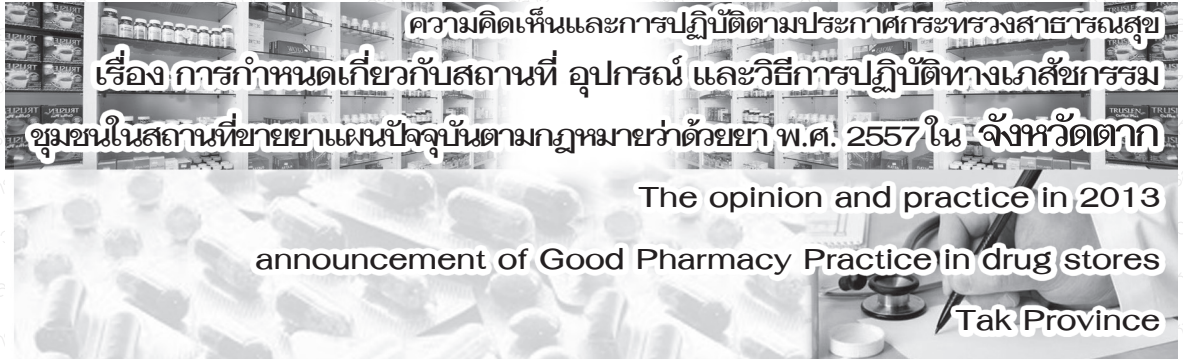 ความคิดเห็นและการปฏิบัติตามประกาศกระทรวงสาธารณสุข
เรื่อง การกำหนดเกี่ยวกับสถานที่ อุปกรณ์ และวิธีการปฏิบัติทางเภสัชกรรม
ชุมชนในสถานที่ขายยาแผนปัจจุบันตามกฎหมายว่าด้วยยา พ.ศ. 2557 ใน จังหวัดตาก
The opinion and practice in 2013
announcement of Good Pharmacy Practice in drug stores
Tak Province